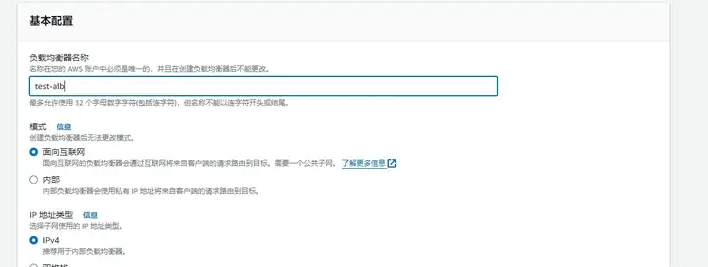 基本配置
负载均衡器名称
名称在您的 AWS 账户中必须是唯一的，并且在创建负载均衡器后不能更改。
test-alb
最多允许使用 32 个字母数字字符(包括连字符)，但名称不能以连字符开头或结尾。
模式 信息
创建负载均衡器后无法更改模式。
面向互联网
面向互联网的负载均衡器会通过互联网将来自客户端的请求路由到目标。需要一个公共子网。 了解更多信息
内部
内部负载均衡器会使用私有 IP 地址将来自客户端的请求路由到目标。
IP 地址类型 信息
选择子网使用的 IP 地址类型。
IPv4
推荐用于内部负载均衡器。